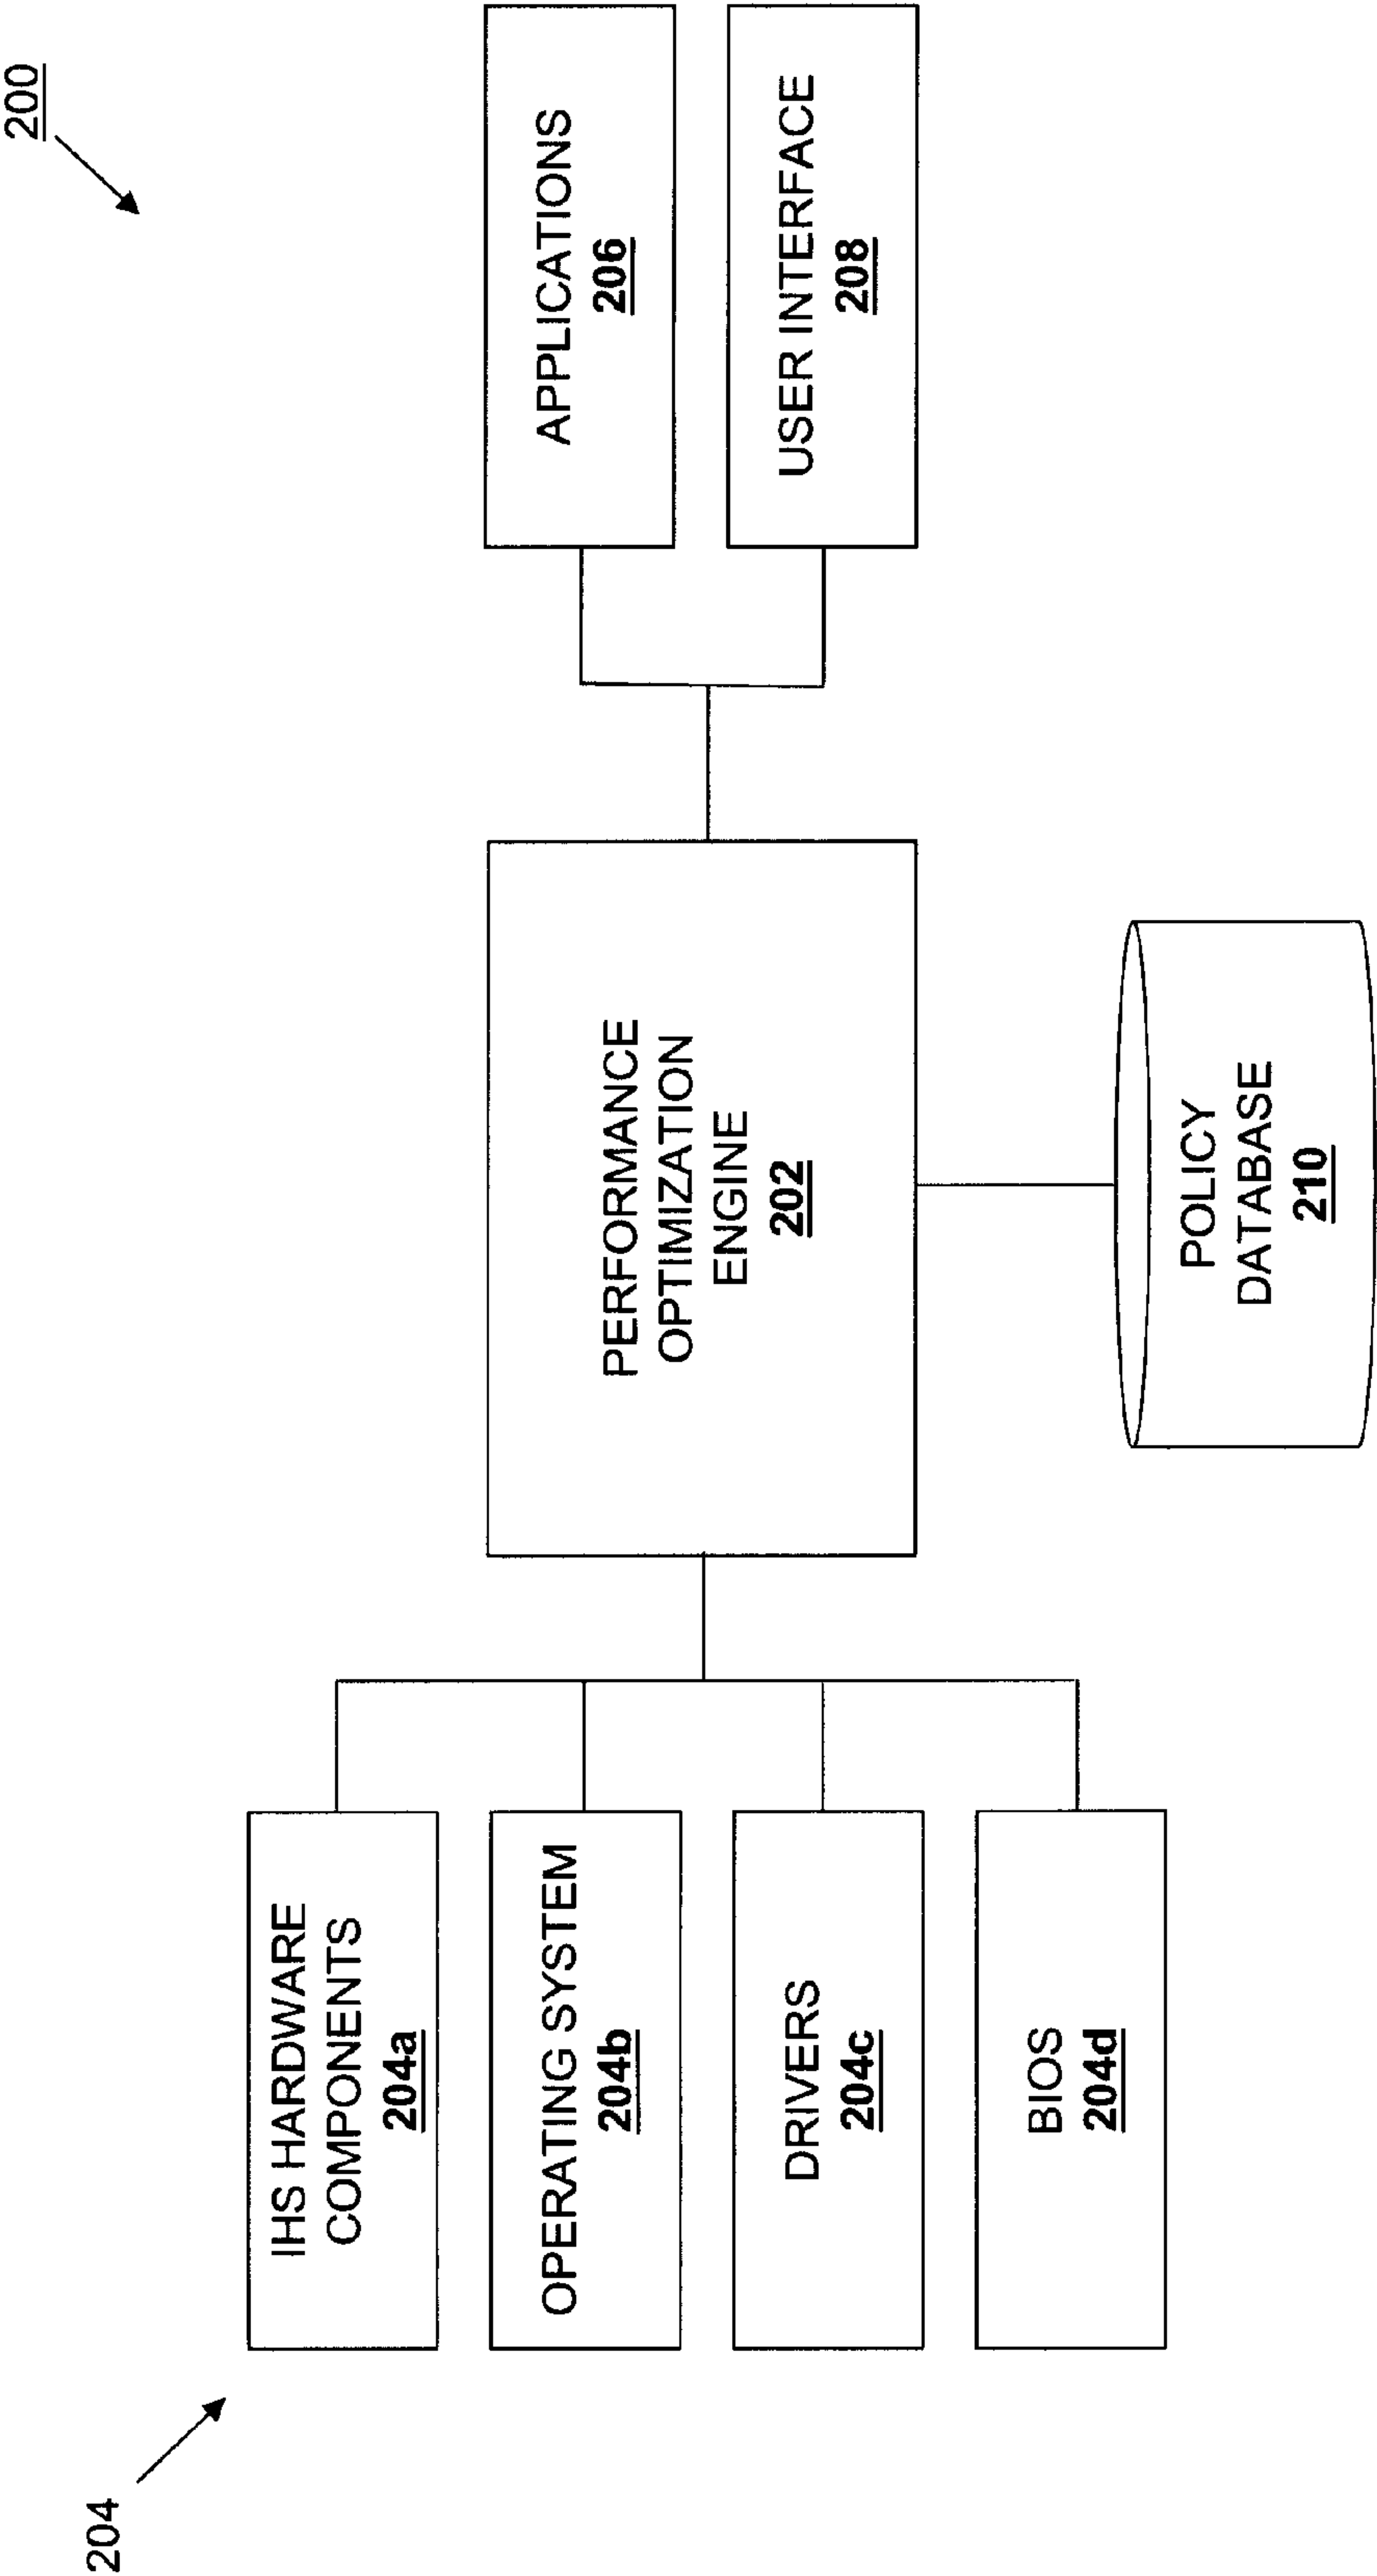 200
204
IHS HARDWARE
COMPONENTS
204a
OPERATING SYSTEM
204b
DRIVERS
204c
BIOS
204d
PERFORMANCE
OPTIMIZATION
ENGINE
202
POLICY
DATABASE
210
APPLICATIONS
206
USER INTERFACE
208